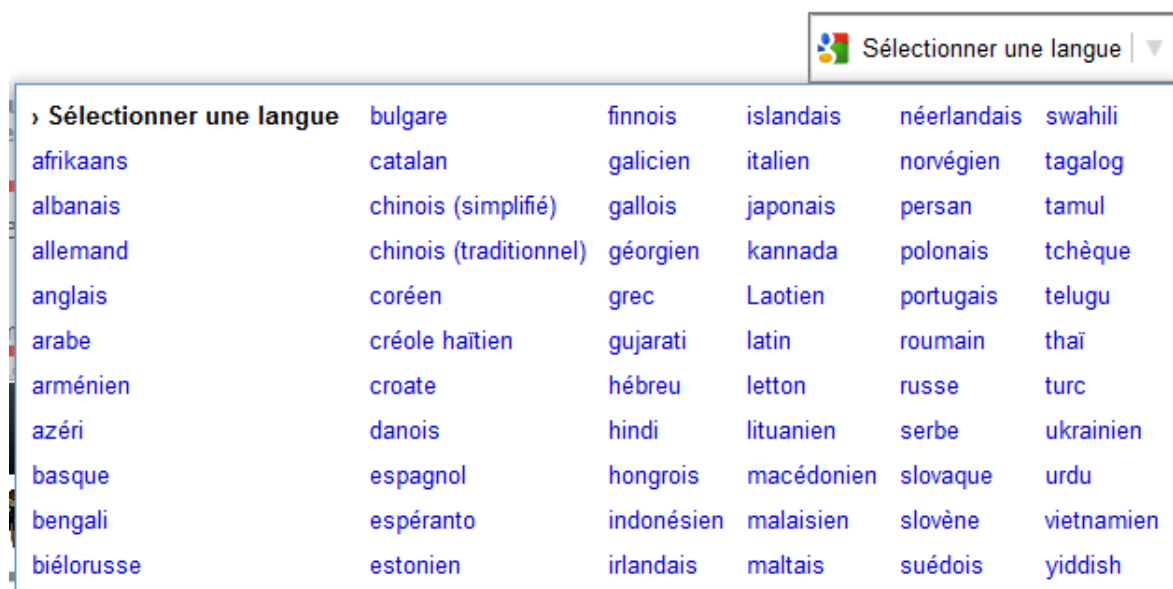 Sélectionner une langue
› Sélectionner une langue
afrikaans
albanais
allemand
anglais
arabe
arménien
azéri
basque
bengali
biélorusse
bulgare
catalan
chinois (simplifié)
chinois (traditionnel)
coréen
créole haïtien
croate
danois
espagnol
espéranto
estonien
finnois
galicien
gallois
géorgien
grec
gujarati
hébreu
hindi
hongrois
indonésien
irlandais
islandais
italien
japonais
kannada
Laotien
latin
letton
lituanien
macédonien
malaisien
maltais
néerlandais
norvégien
persan
polonais
portugais
roumain
russe
serbe
slovaque
slovène
suédois
swahili
tagalog
tamul
tchèque
telugu
thaï
turc
ukrainien
urdu
vietnamien
yiddish